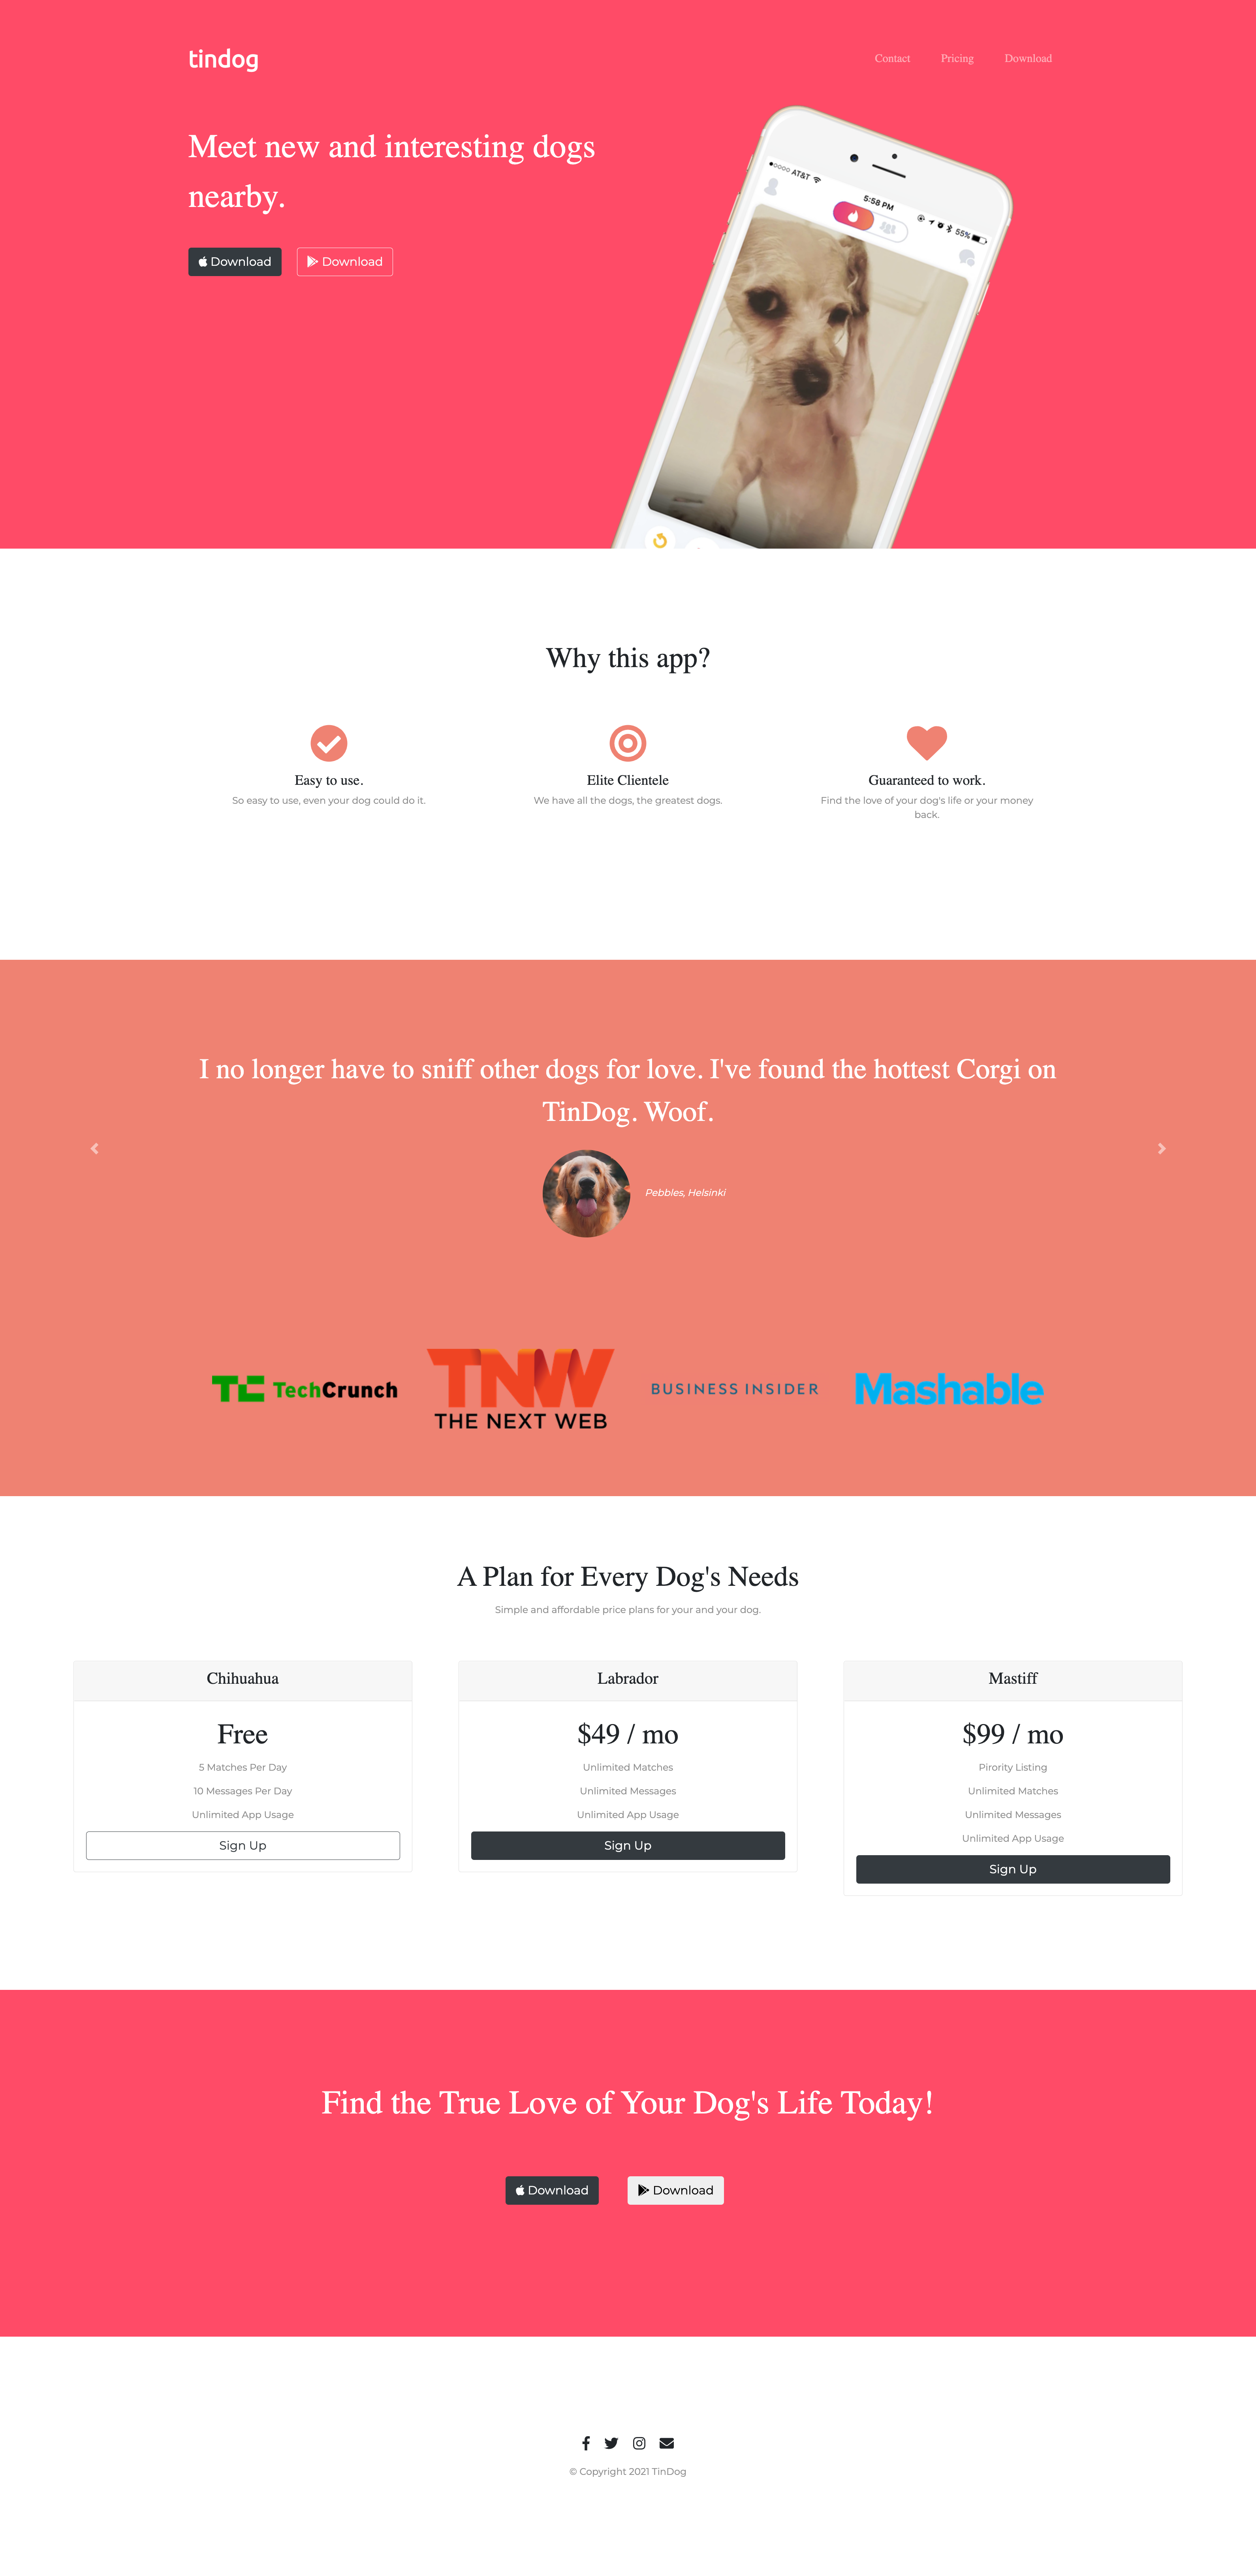 tindog
Contact Pricing Download
Meet new and interesting dogs
nearby.
Download Download
●○○○○ AT&T
5:58 PM
55%
Why this app?
Easy to use.
So easy to use, even your dog could do it.
Elite Clientele
We have all the dogs, the greatest dogs.
Guaranteed to work.
Find the love of your dog's life or your money
back.
I no longer have to sniff other dogs for love. I've found the hottest Corgi on
TinDog. Woof.
Pebbles, Helsinki
TC TechCrunch
TNW
THE NEXT WEB
BUSINESS INSIDER
Mashable
A Plan for Every Dog's Needs
Simple and affordable price plans for your and your dog.
Chihuahua
Free
5 Matches Per Day
10 Messages Per Day
Unlimited App Usage
Sign Up
Labrador
$49 / mo
Unlimited Matches
Unlimited Messages
Unlimited App Usage
Sign Up
Mastiff
$99 / mo
Pirority Listing
Unlimited Matches
Unlimited Messages
Unlimited App Usage
Sign Up
Find the True Love of Your Dog's Life Today!
Download Download
© Copyright 2021 TinDog